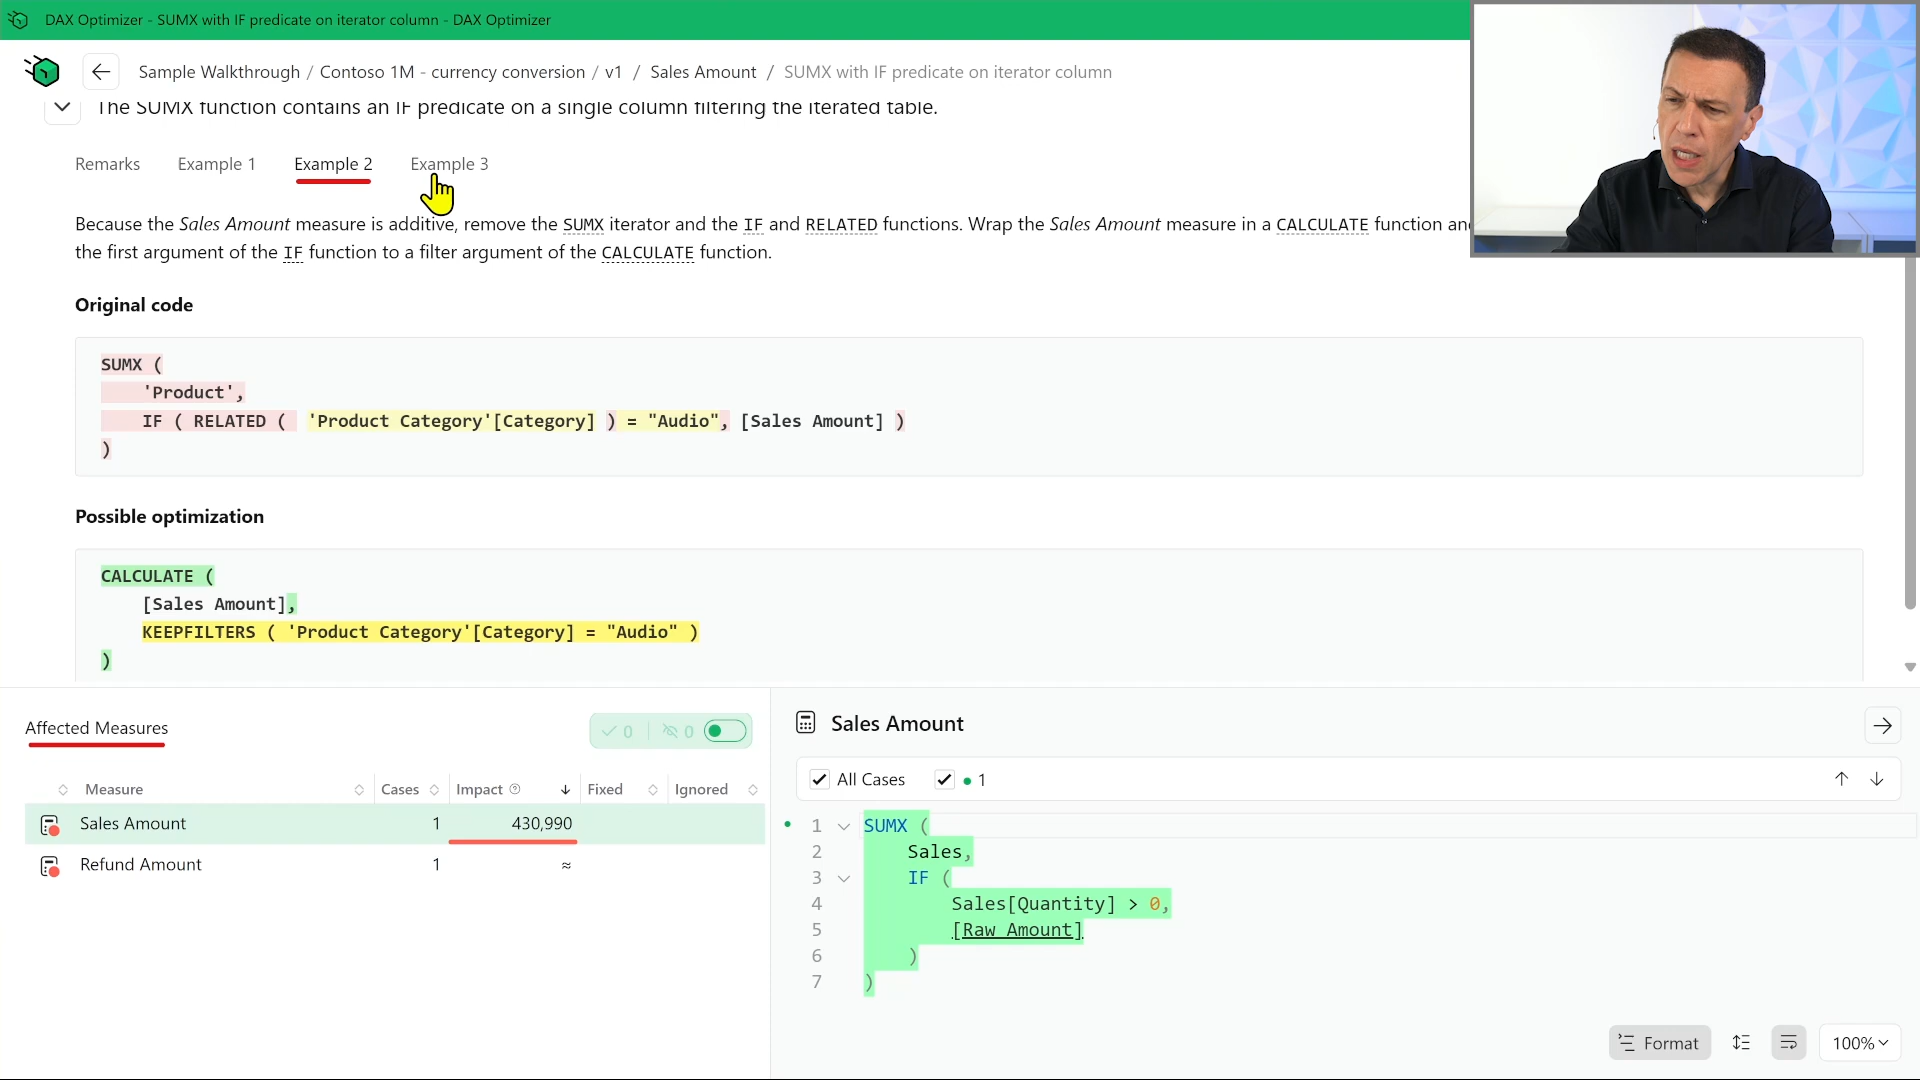 DAX Optimizer - SUMX with IF predicate on iterator column - DAX Optimizer
Sample Walkthrough / Contoso 1M - currency conversion / v1 / Sales Amount / SUMX with IF predicate on iterator column
The SUMX function contains an IF predicate on a single column filtering the iterated table.
Remarks Example 1 Example 2 Example 3
Because the Sales Amount measure is additive, remove the SUMX iterator and the IF and RELATED functions. Wrap the Sales Amount measure in a CALCULATE function and
the first argument of the IF function to a filter argument of the CALCULATE function.
Original code
SUMX (
'Product',
IF ( RELATED ( 'Product Category'[Category] ) = "Audio", [Sales Amount] )
)
Possible optimization
CALCULATE (
[Sales Amount],
KEEPFILTERS ( 'Product Category'[Category] = "Audio" )
)
Affected Measures
0 0
Measure Cases Impact Fixed Ignored
Sales Amount 1 430,990
Refund Amount 1 ≈
Sales Amount
All Cases 1
1 SUMX (
2 Sales,
3 IF (
4 Sales[Quantity] > 0,
5 [Raw Amount]
6 )
7 )
Format 100%